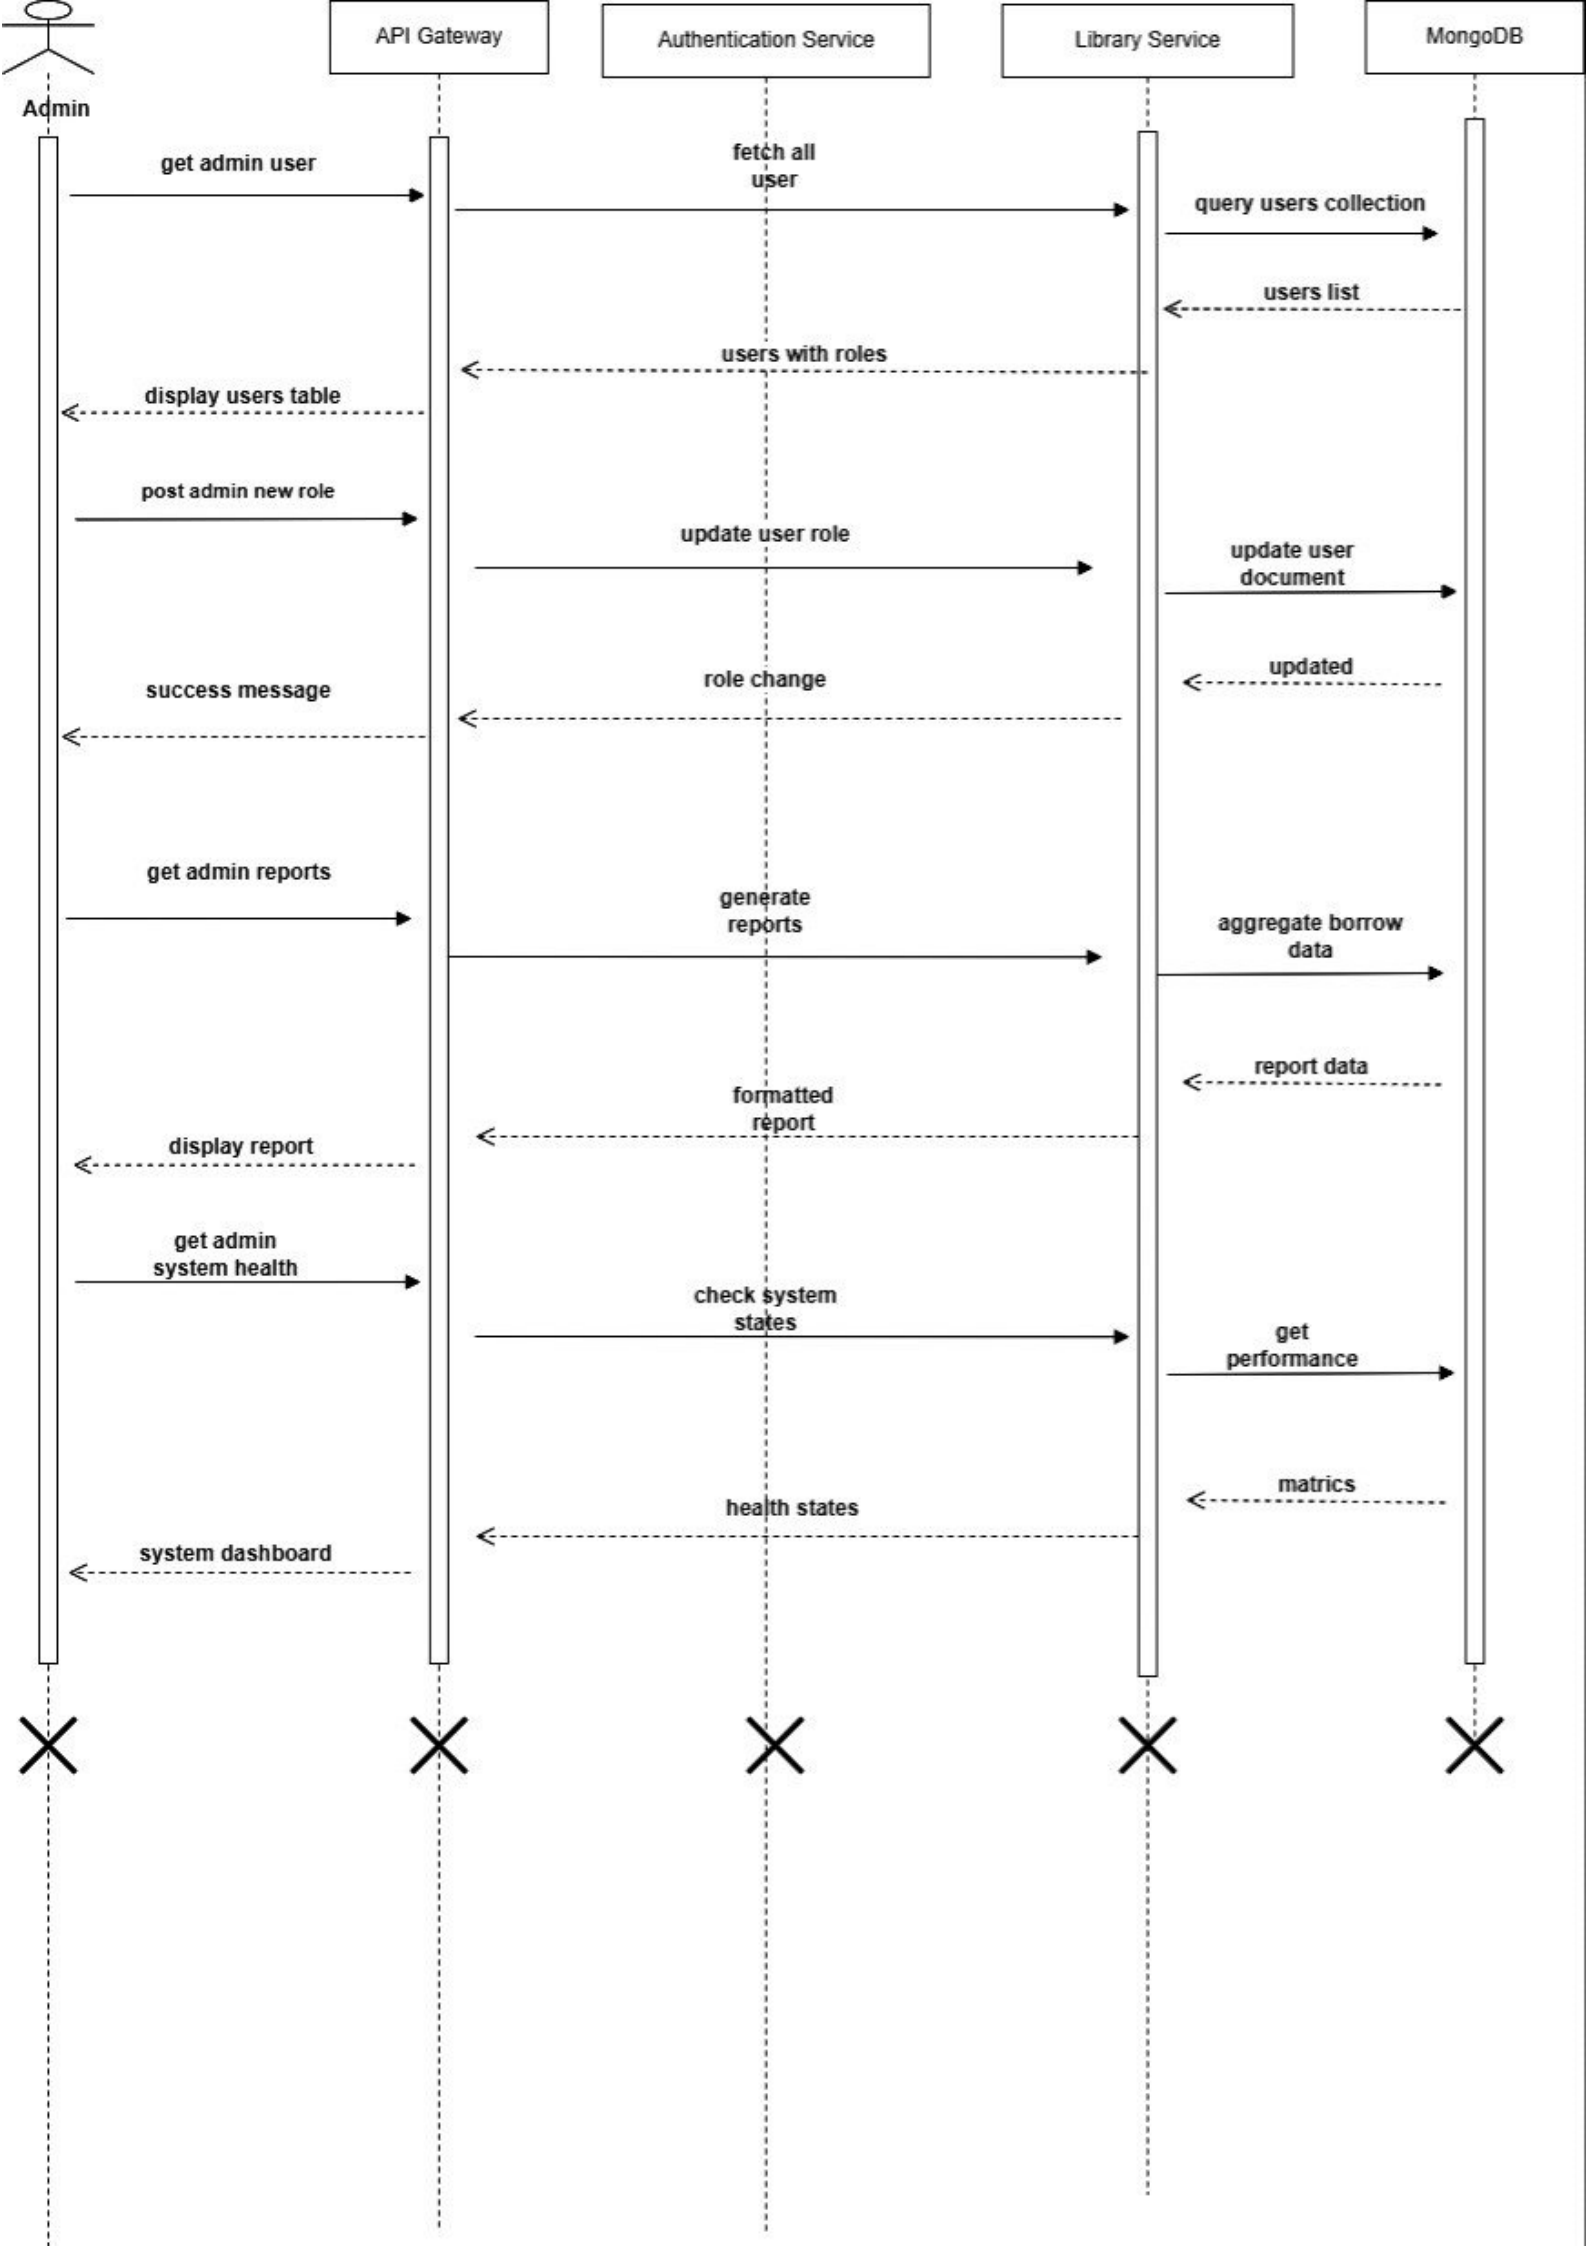 API Gateway
Authentication Service
Library Service
MongoDB
Admin
get admin user
fetch all
user
query users collection
users list
users with roles
display users table
post admin new role
update user role
update user
document
updated
role change
success message
get admin reports
generate
reports
aggregate borrow
data
report data
formatted
report
display report
get admin
system health
check system
states
get
performance
matrics
health states
system dashboard